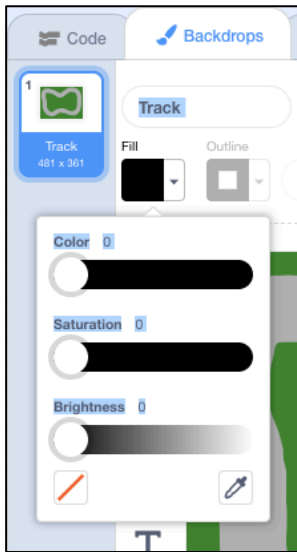 Code
Backdrops
1
Track
481 x 361
Track
Fill
Outline
Color 0
Saturation 0
Brightness 0
T